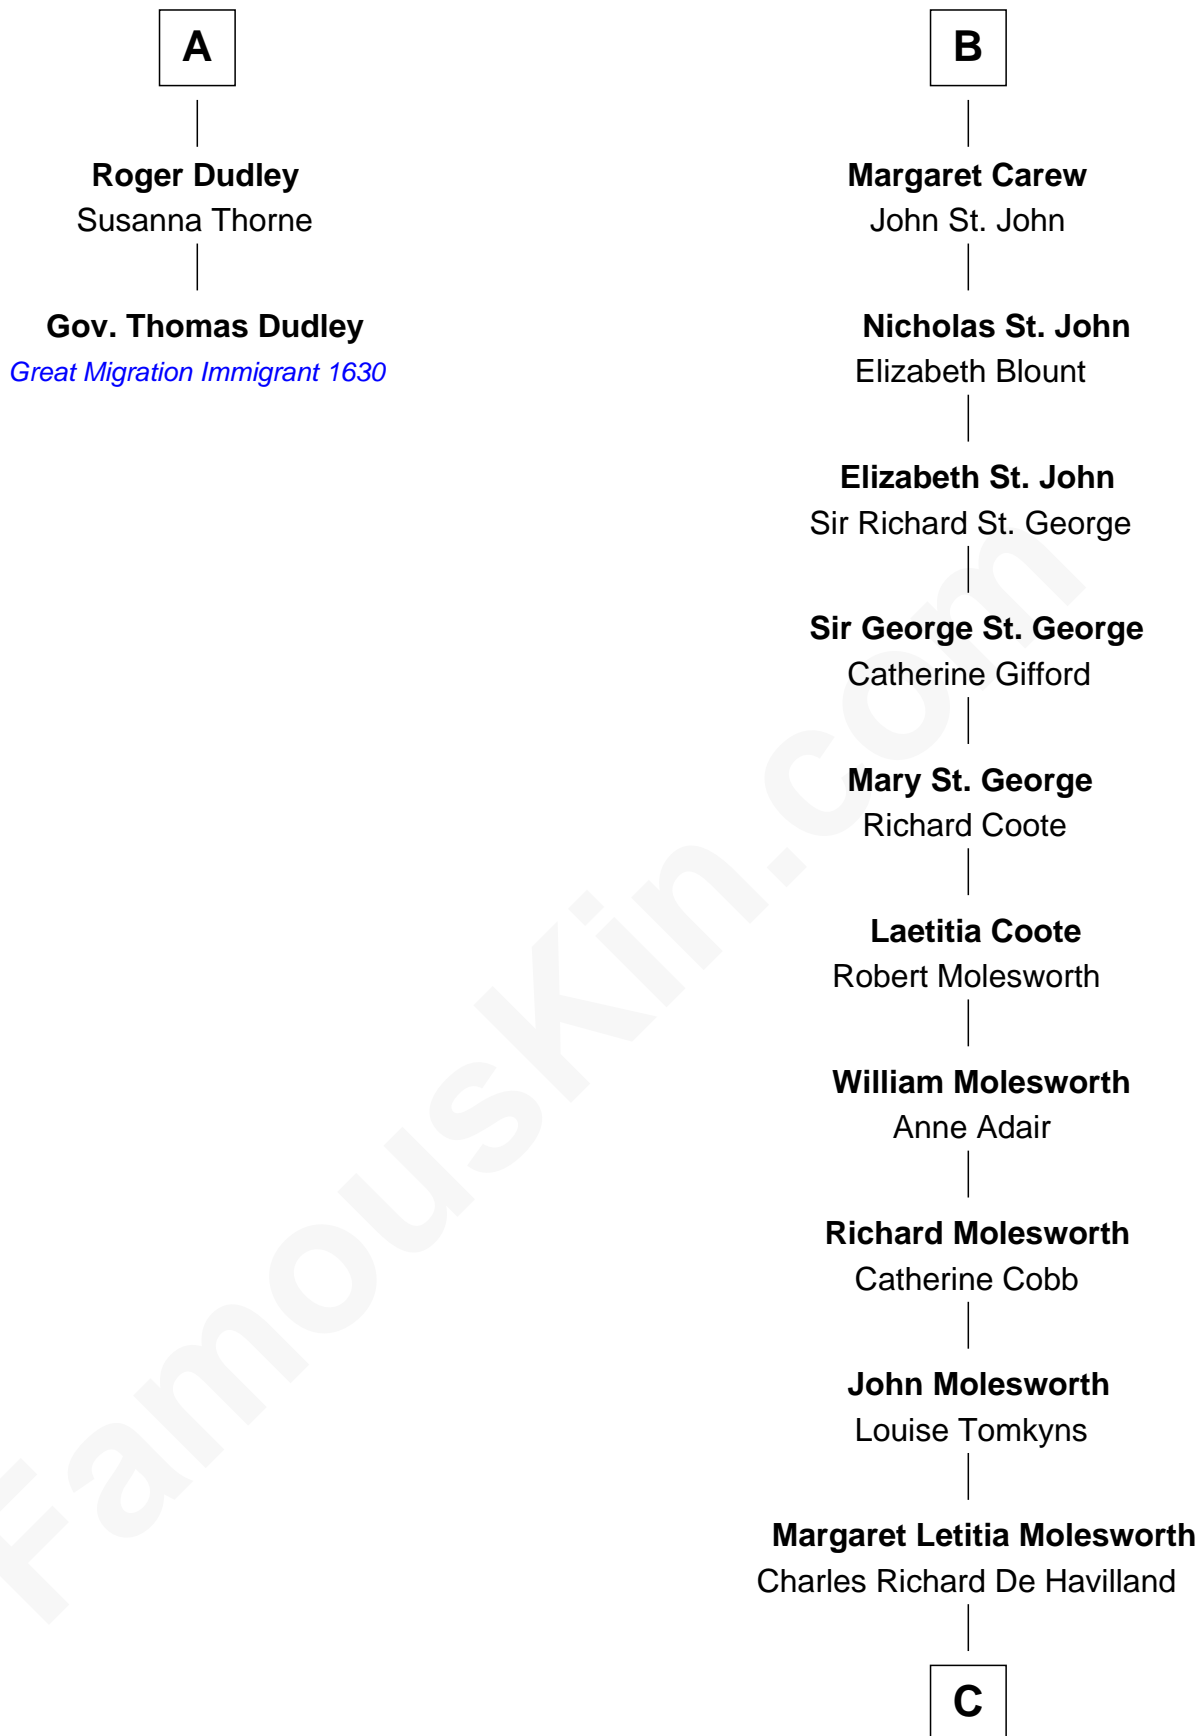 A
Roger Dudley
Susanna Thorne
Gov. Thomas Dudley
Great Migration Immigrant 1630
B
Margaret Carew
John St. John
Nicholas St. John
Elizabeth Blount
Elizabeth St. John
Sir Richard St. George
Sir George St. George
Catherine Gifford
Mary St. George
Richard Coote
Laetitia Coote
Robert Molesworth
William Molesworth
Anne Adair
Richard Molesworth
Catherine Cobb
John Molesworth
Louise Tomkyns
Margaret Letitia Molesworth
Charles Richard De Havilland
C
FamousKin.com